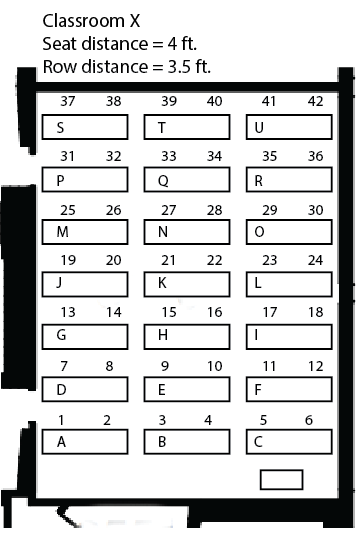 Classroom X
Seat distance = 4 ft.
Row distance = 3.5 ft.
37 38 39 40 41 42
S T U
31 32 33 34 35 36
P Q R
25 26 27 28 29 30
M N O
19 20 21 22 23 24
J K L
13 14 15 16 17 18
G H I
7 8 9 10 11 12
D E F
1 2 3 4 5 6
A B C